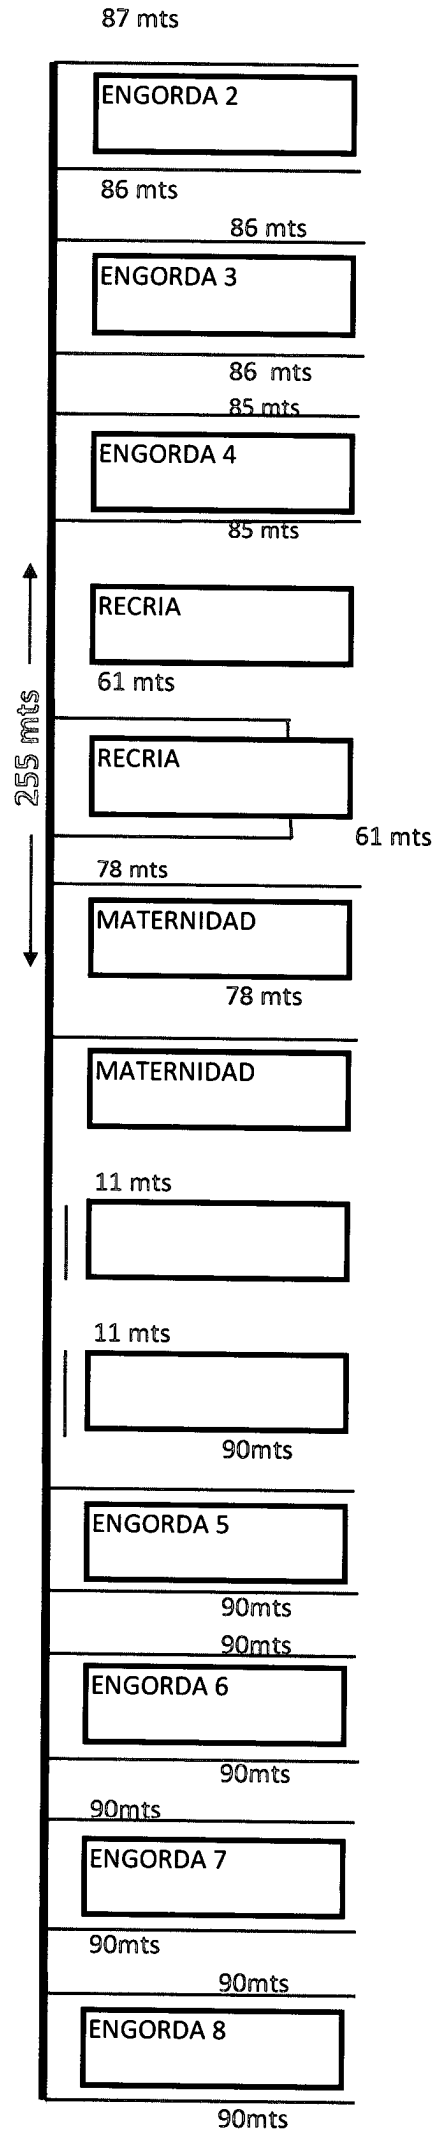 87 mts
ENGORDA 2
86 mts
86 mts
ENGORDA 3
86 mts
85 mts
ENGORDA 4
85 mts
RECRIA
61 mts
255 mts
RECRIA
61 mts
78 mts
MATERNIDAD
78 mts
MATERNIDAD
11 mts
11 mts
90mts
ENGORDA 5
90mts
90mts
ENGORDA 6
90mts
90mts
ENGORDA 7
90mts
90mts
ENGORDA 8
90mts